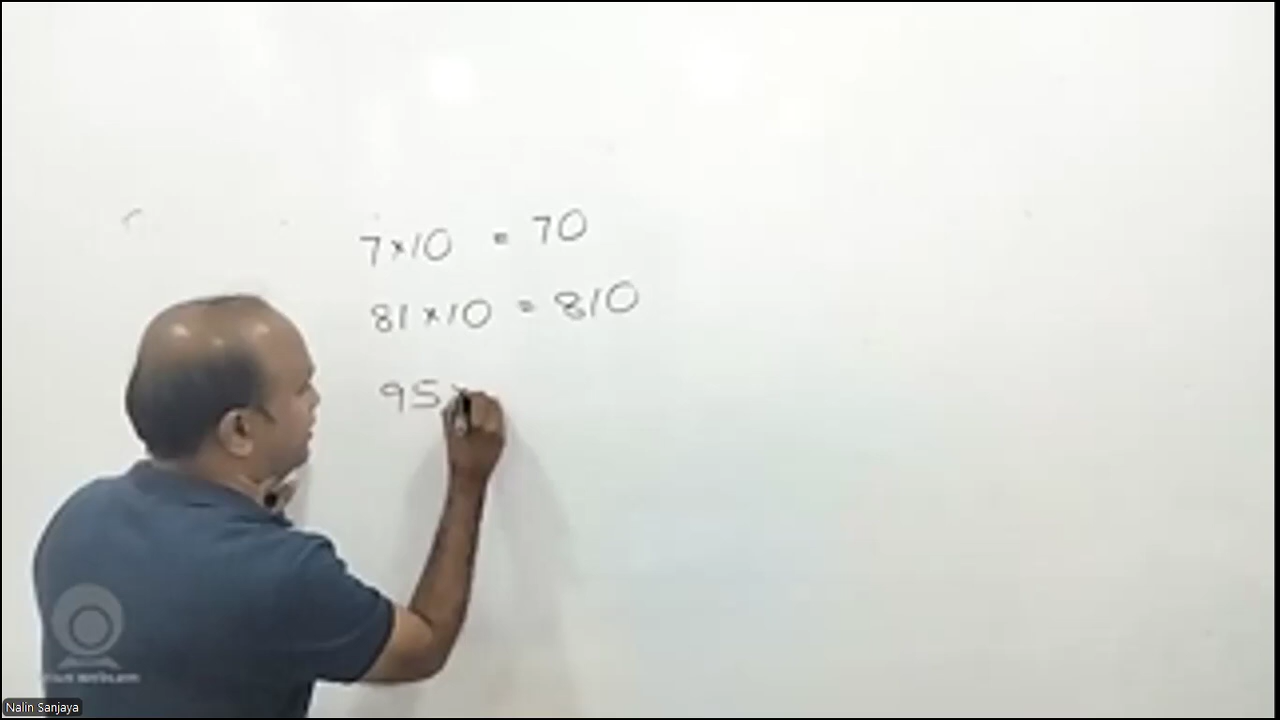 7×10 = 70
81×10 = 810
95×
Nalin Sanjaya